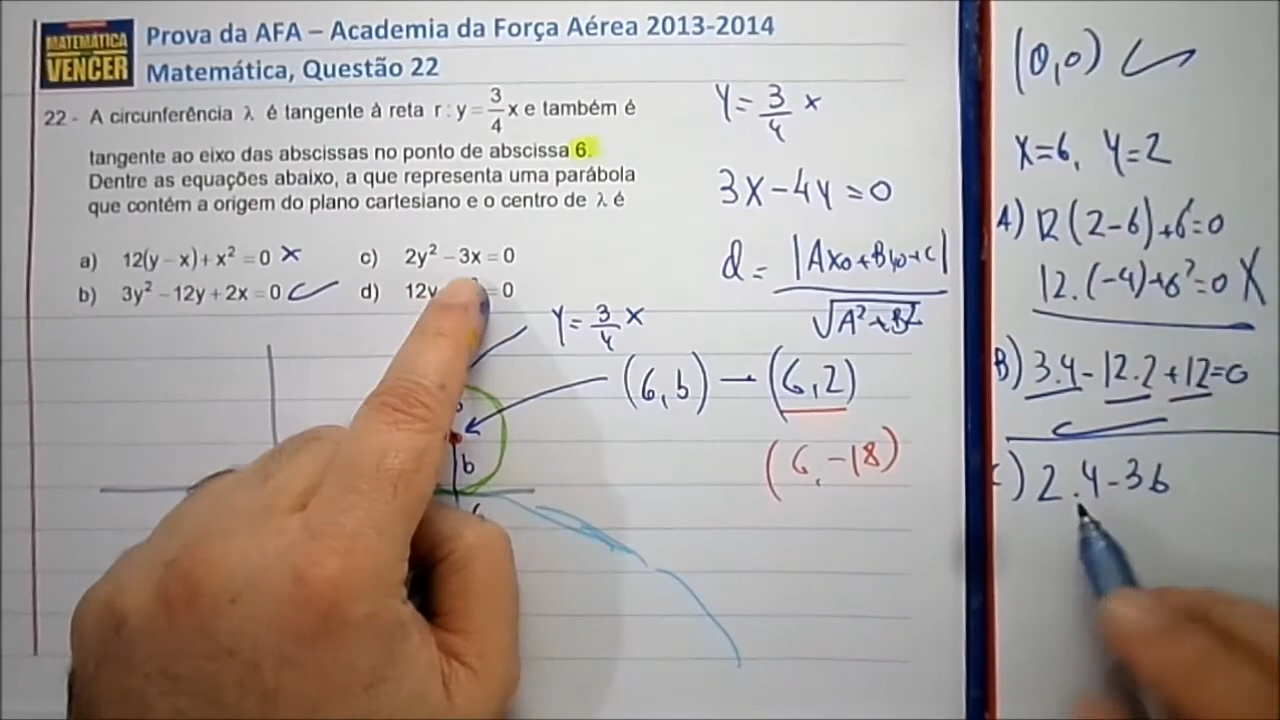 MATEMÁTICA
VENCER
Prova da AFA – Academia da Força Aérea 2013-2014
Matemática, Questão 22
22 - A circunferência λ é tangente à reta r : y = 3/4 x e também é
tangente ao eixo das abscissas no ponto de abscissa 6.
Dentre as equações abaixo, a que representa uma parábola
que contém a origem do plano cartesiano e o centro de λ é
a) 12(y – x) + x² = 0 x
b) 3y² – 12y + 2x = 0
c) 2y² – 3x = 0
d) 12y = 0
Y = 3/4 x
3x - 4y = 0
d = |Ax0 + By0 + C| / √A² + B²
Y = 3/4 x
(6, b) — (6, 2)
(6, -18)
b
6
(0,0)
x=6, y=2
A) 12(2-6)+6²=0
12.(-4)+6²=0 X
B) 3.4 - 12.2 + 12 = 0
C) 2.4 - 36